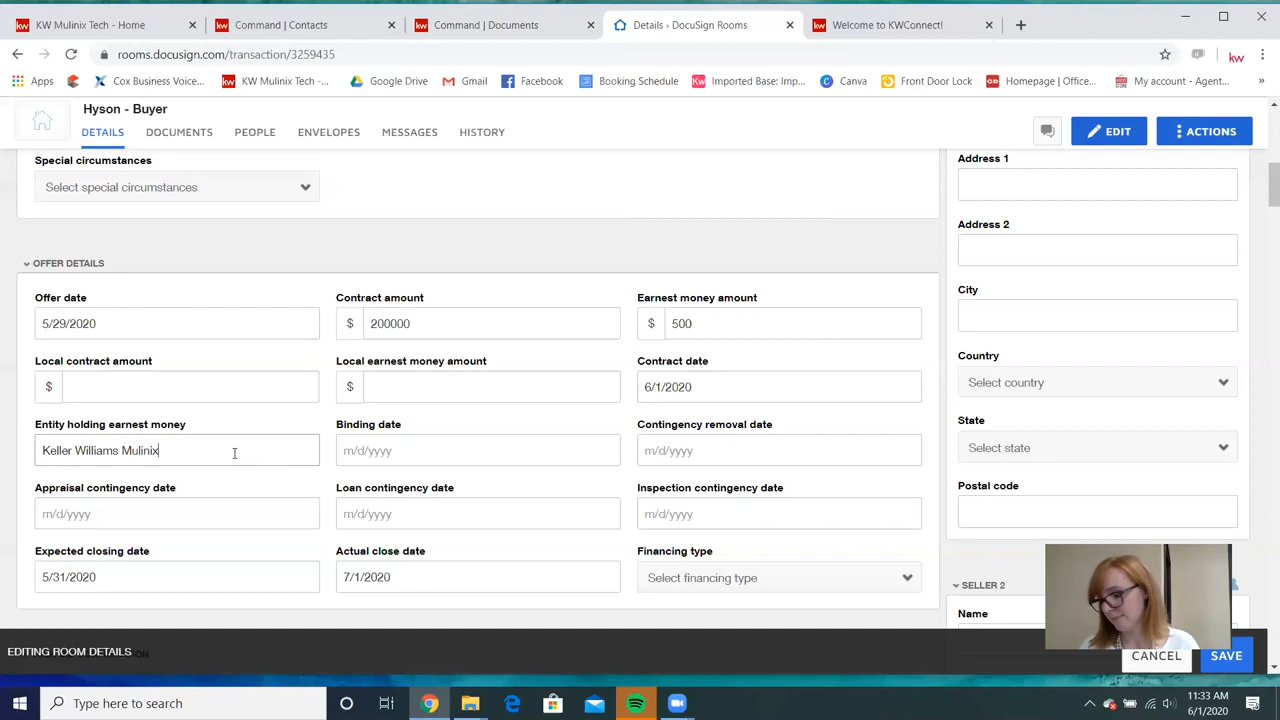 KW Mulinix Tech - Home
Command | Contacts
Command | Documents
Details › DocuSign Rooms
Welcome to KWConnect!
rooms.docusign.com/transaction/3259435
kw
Apps
Cox Business Voice...
KW Mulinix Tech -...
Google Drive
Gmail
Facebook
Booking Schedule
Imported Base: Imp...
Canva
Front Door Lock
Homepage | Office...
My account - Agent...
Hyson - Buyer
DETAILS
DOCUMENTS
PEOPLE
ENVELOPES
MESSAGES
HISTORY
EDIT
ACTIONS
Special circumstances
Select special circumstances
OFFER DETAILS
Offer date
Contract amount
Earnest money amount
5/29/2020
$ 200000
$ 500
Local contract amount
Local earnest money amount
Contract date
$
$
6/1/2020
Entity holding earnest money
Binding date
Contingency removal date
Keller Williams Mulinix
m/d/yyyy
m/d/yyyy
Appraisal contingency date
Loan contingency date
Inspection contingency date
m/d/yyyy
m/d/yyyy
m/d/yyyy
Expected closing date
Actual close date
Financing type
5/31/2020
7/1/2020
Select financing type
Address 1
Address 2
City
Country
Select country
State
Select state
Postal code
SELLER 2
Name
EDITING ROOM DETAILS
CANCEL
SAVE
Type here to search
11:33 AM
6/1/2020